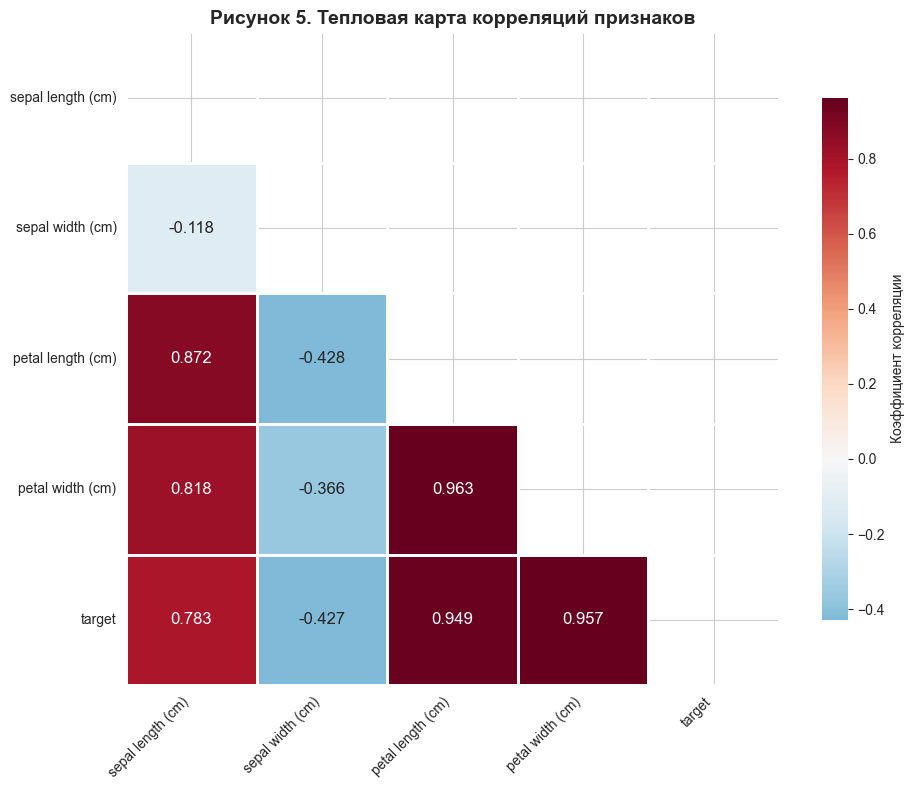 Рисунок 5. Тепловая карта корреляций признаков
sepal length (cm)
sepal width (cm)
-0.118
petal length (cm)
0.872
-0.428
petal width (cm)
0.818
-0.366
0.963
target
0.783
-0.427
0.949
0.957
sepal length (cm)
sepal width (cm)
petal length (cm)
petal width (cm)
target
0.8
0.6
0.4
0.2
0.0
−0.2
−0.4
Коэффициент корреляции